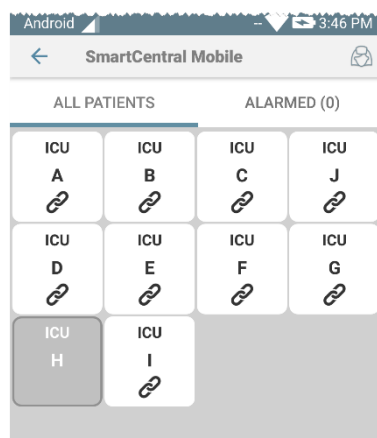 Android -- 3:46 PM
SmartCentral Mobile
ALL PATIENTS ALARMED (0)
ICU ICU ICU ICU
A B C J
ICU ICU ICU ICU
D E F G
ICU ICU
H I